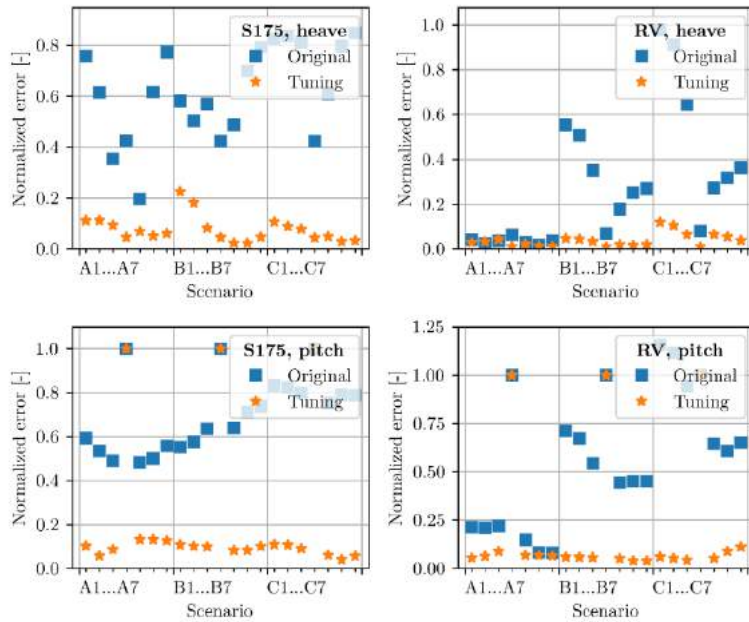 S175, heave
Original
Tuning
Normalized error [-]
0.8
0.6
0.4
0.2
0.0
A1...A7 B1...B7 C1...C7
Scenario
RV, heave
Original
Tuning
Normalized error [-]
1.0
0.8
0.6
0.4
0.2
0.0
A1...A7 B1...B7 C1...C7
Scenario
S175, pitch
Original
Tuning
Normalized error [-]
1.0
0.8
0.6
0.4
0.2
0.0
A1...A7 B1...B7 C1...C7
Scenario
RV, pitch
Original
Tuning
Normalized error [-]
1.25
1.00
0.75
0.50
0.25
0.00
A1...A7 B1...B7 C1...C7
Scenario